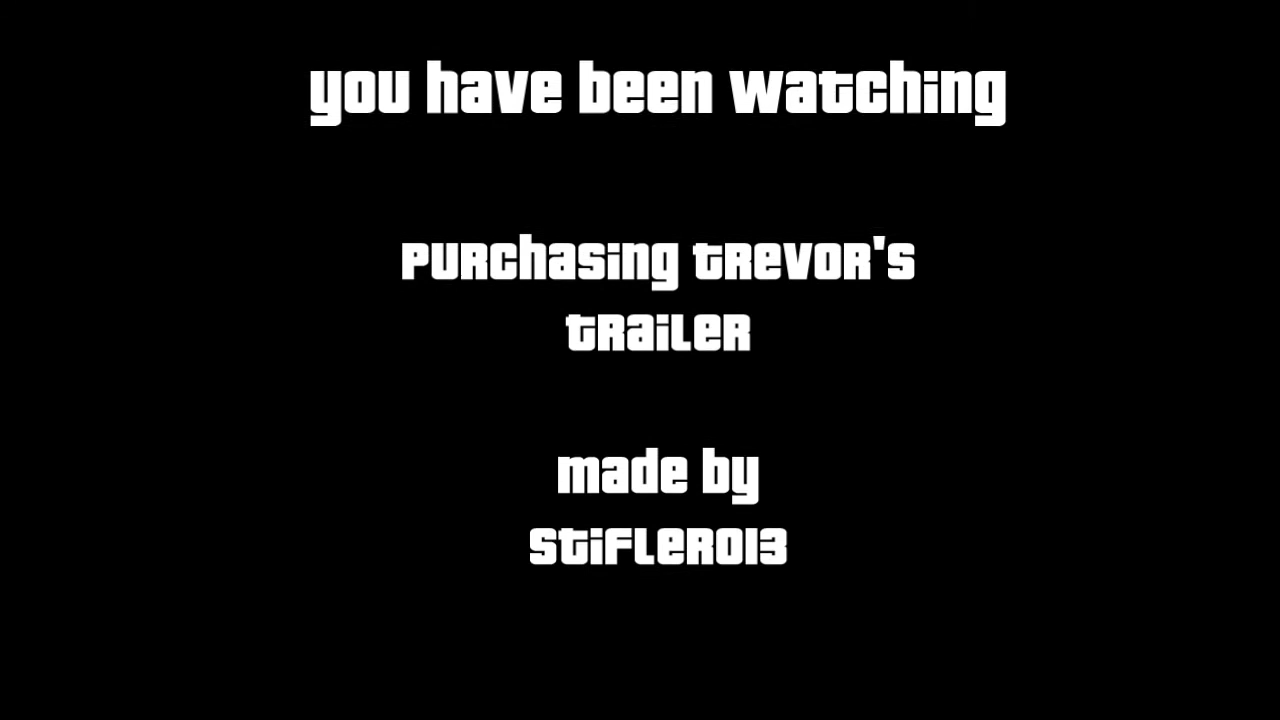 you have been watching
Purchasing Trevor's
Trailer
made by
Stifler013